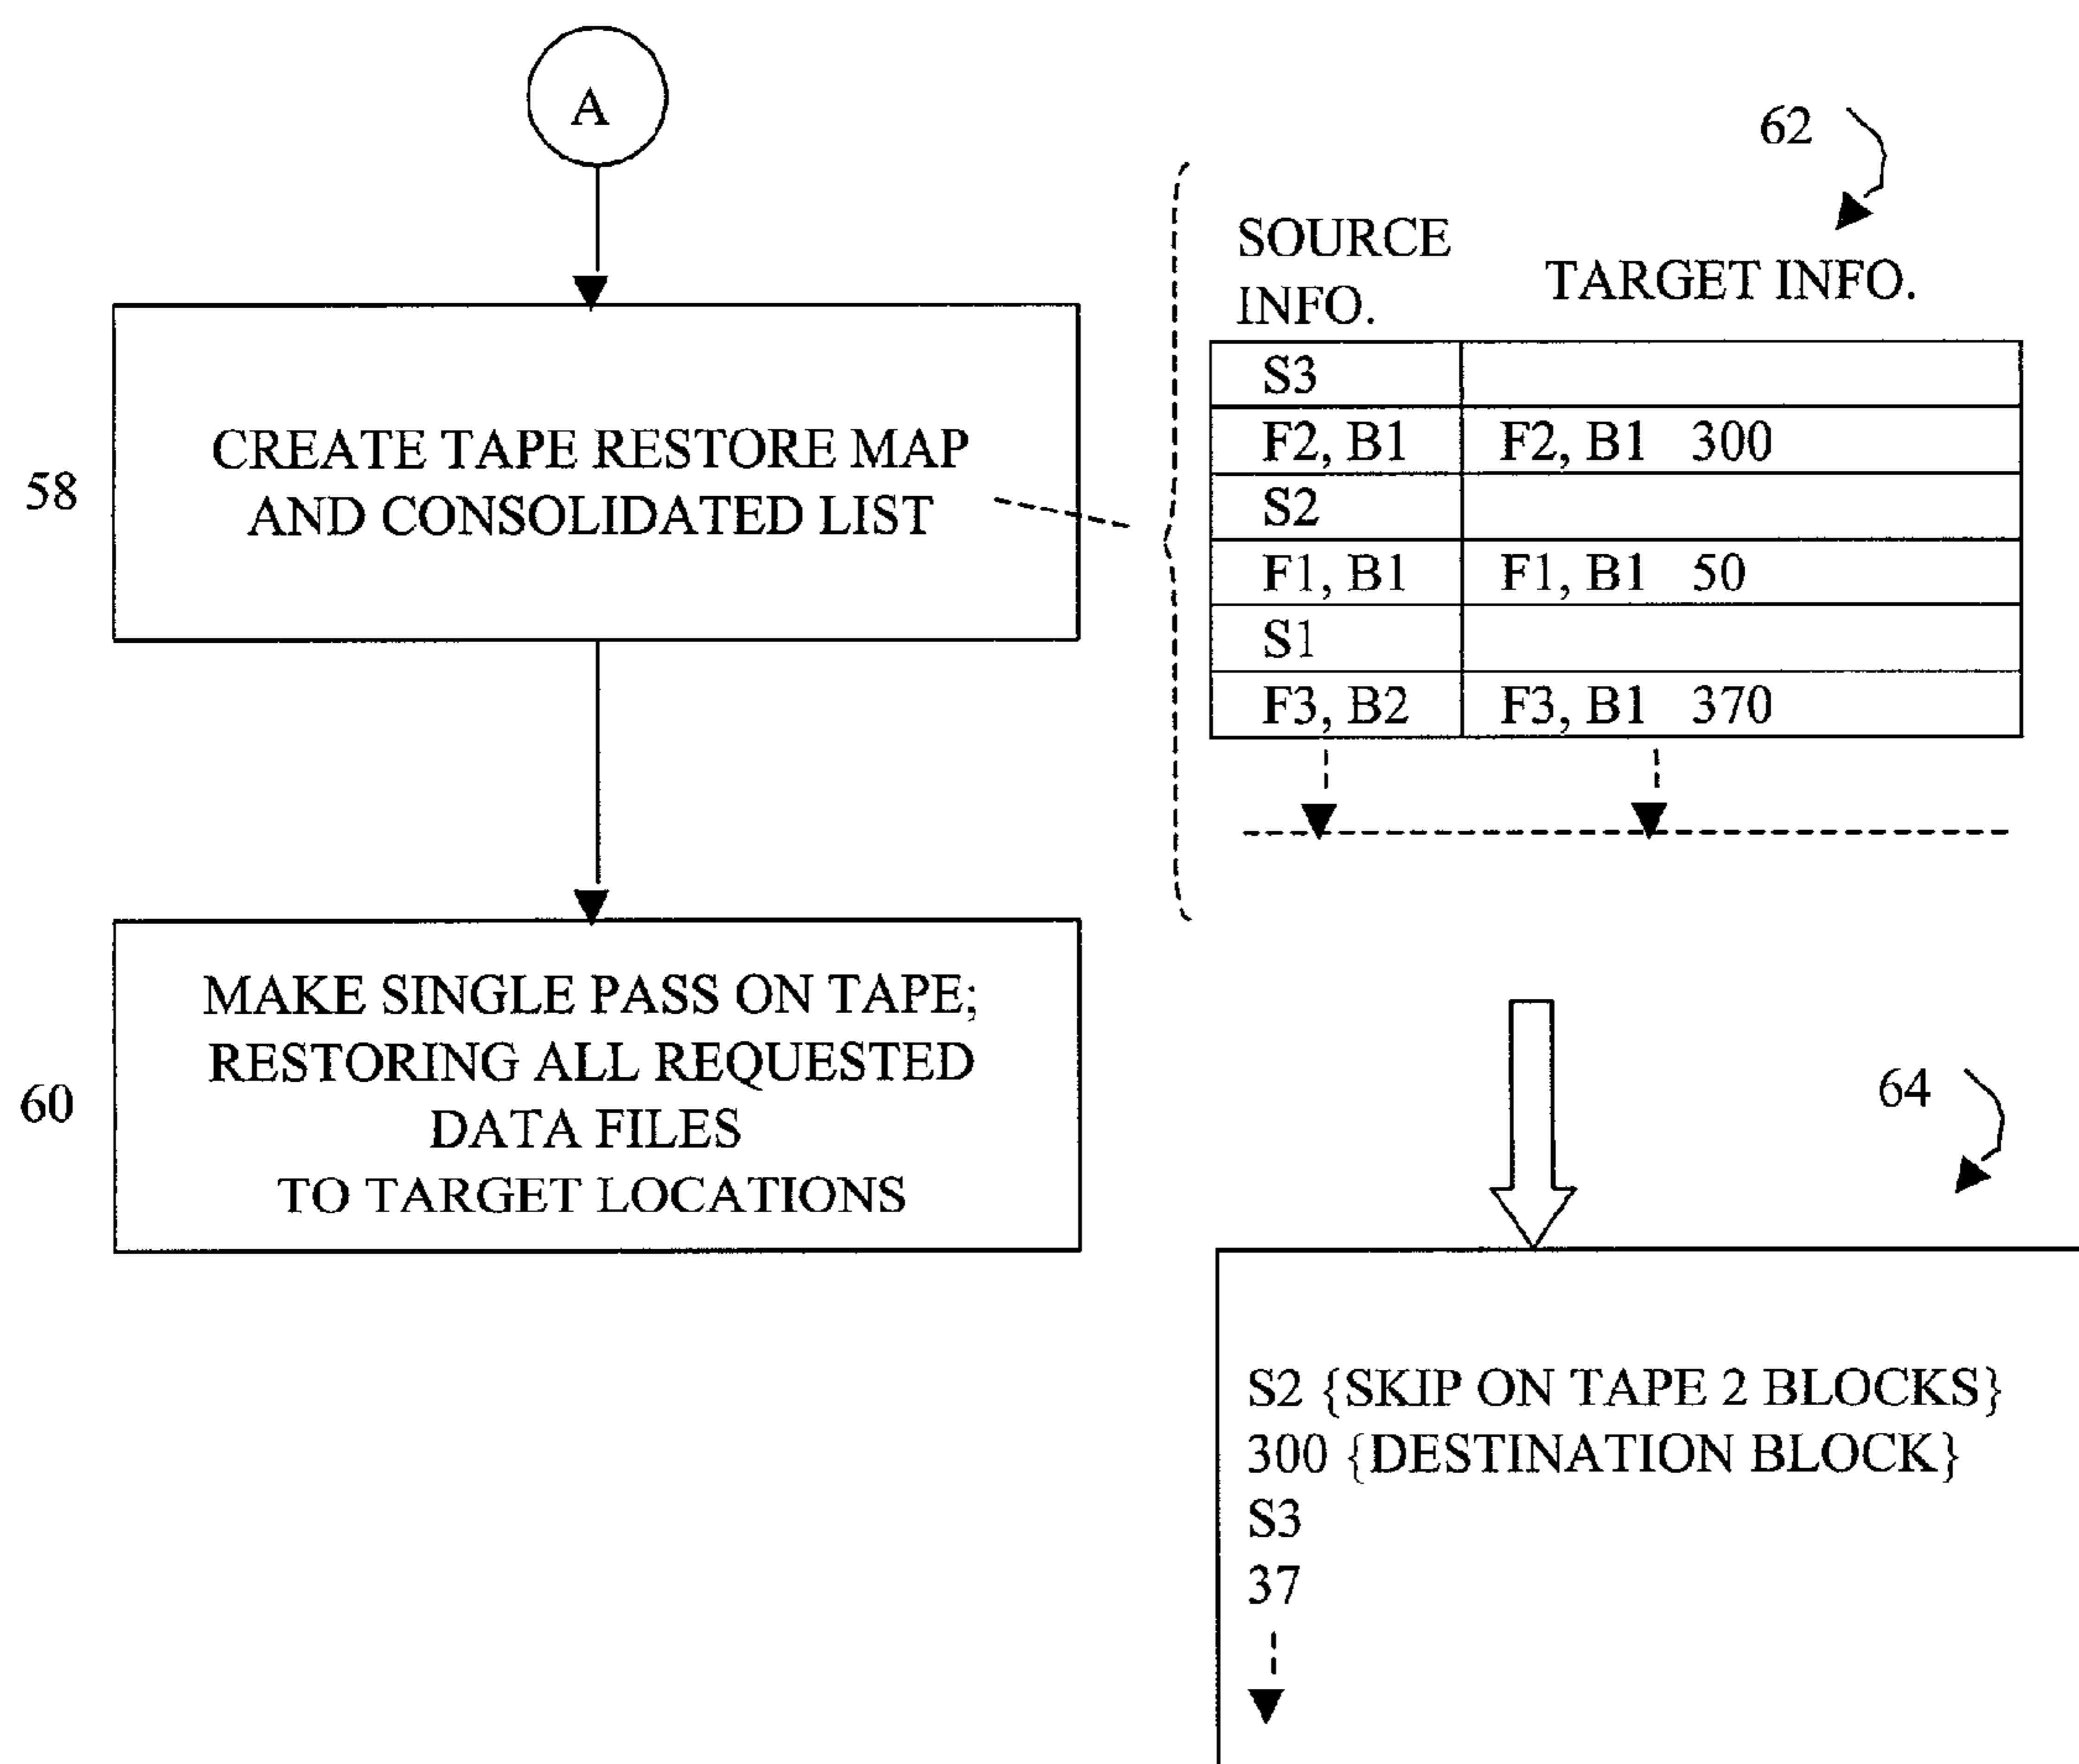 A
58
CREATE TAPE RESTORE MAP
AND CONSOLIDATED LIST
60
MAKE SINGLE PASS ON TAPE;
RESTORING ALL REQUESTED
DATA FILES
TO TARGET LOCATIONS
62
SOURCE
INFO.
TARGET INFO.
S3
F2, B1 F2, B1 300
S2
F1, B1 F1, B1 50
S1
F3, B2 F3, B1 370
64
S2 {SKIP ON TAPE 2 BLOCKS}
300 {DESTINATION BLOCK}
S3
37